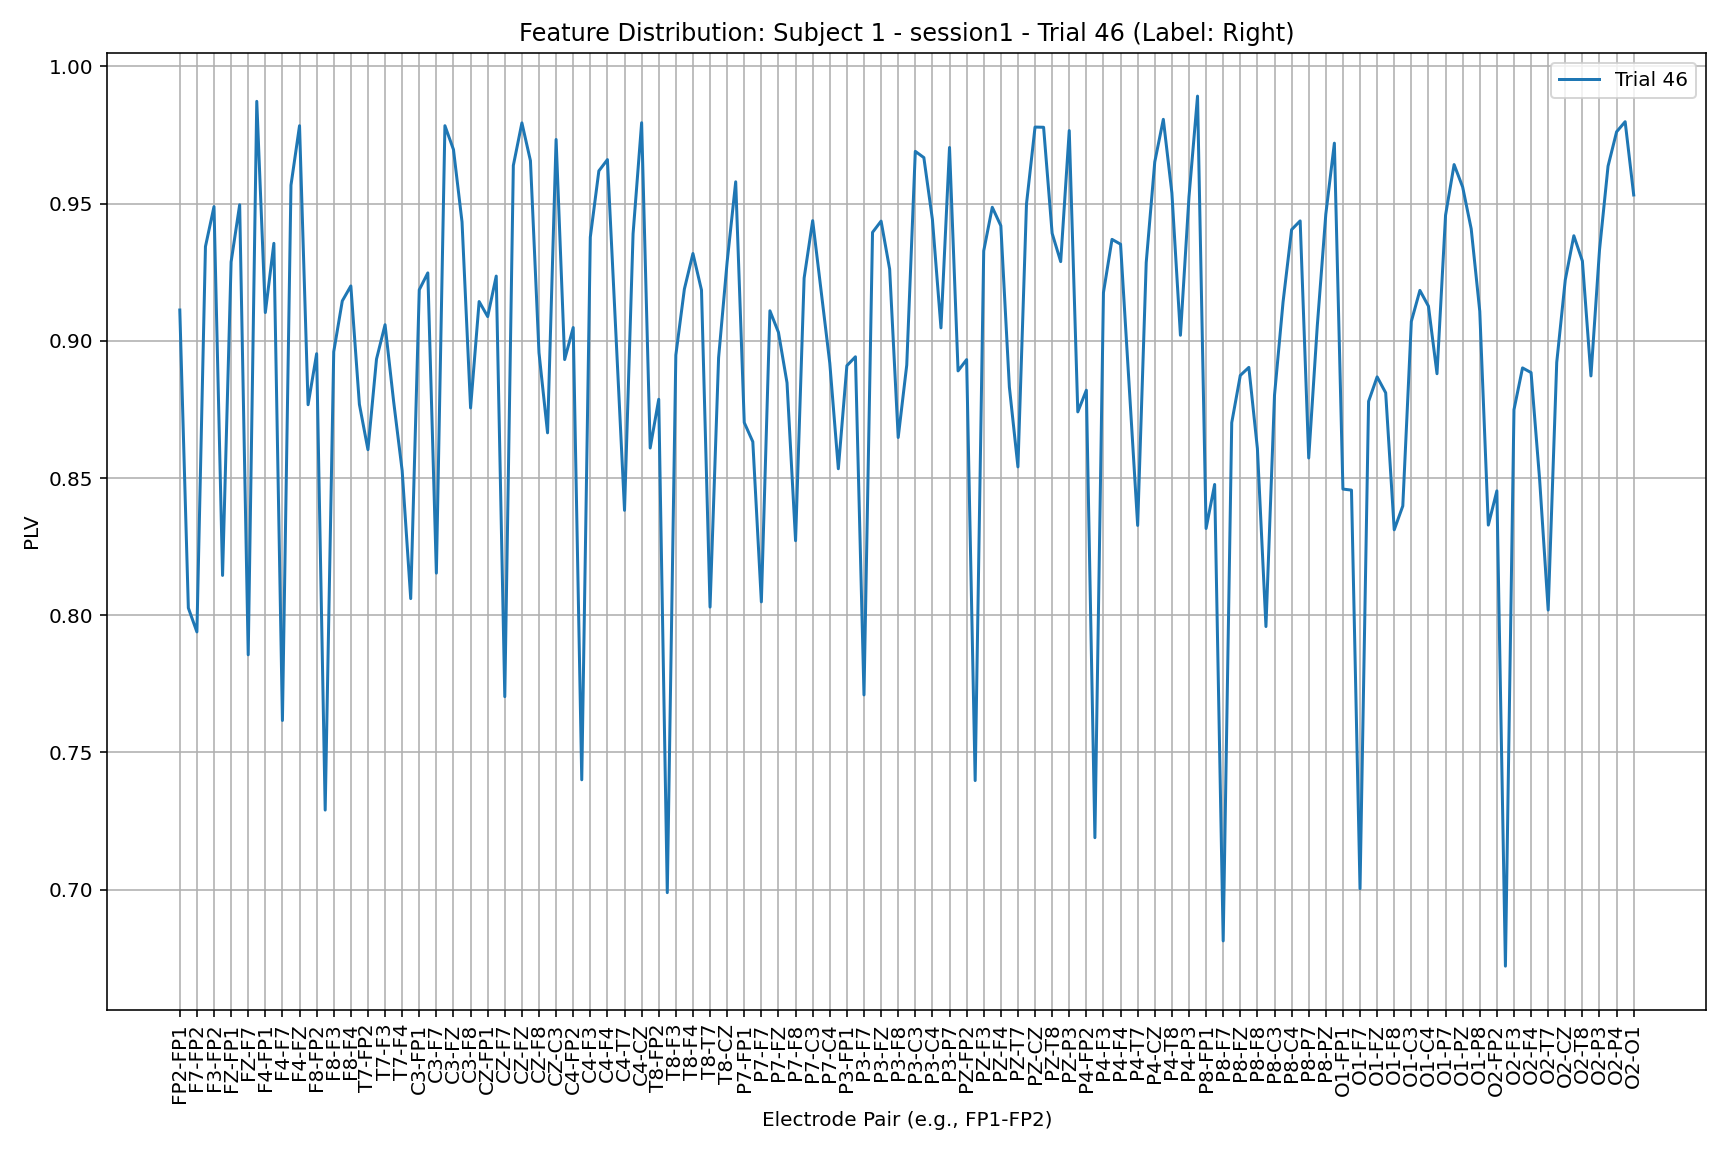 Feature Distribution: Subject 1 - session1 - Trial 46 (Label: Right)
Trial 46
1.00
0.95
0.90
0.85
0.80
0.75
0.70
PLV
FP2-FP1
F7-FP2
F3-FP2
FZ-FP1
FZ-F7
F4-FP1
F4-F7
F4-FZ
F8-FP2
F8-F3
F8-F4
T7-FP2
T7-F3
T7-F4
C3-FP1
C3-F7
C3-FZ
C3-F8
CZ-FP1
CZ-F7
CZ-FZ
CZ-F8
CZ-C3
C4-FP2
C4-F3
C4-F4
C4-T7
C4-CZ
T8-FP2
T8-F3
T8-F4
T8-T7
T8-CZ
P7-FP1
P7-F7
P7-FZ
P7-F8
P7-C3
P7-C4
P3-FP1
P3-F7
P3-FZ
P3-F8
P3-C3
P3-C4
P3-P7
PZ-FP2
PZ-F3
PZ-F4
PZ-T7
PZ-CZ
PZ-T8
PZ-P3
P4-FP2
P4-F3
P4-F4
P4-T7
P4-CZ
P4-T8
P4-P3
P8-FP1
P8-F7
P8-FZ
P8-F8
P8-C3
P8-C4
P8-P7
P8-PZ
O1-FP1
O1-F7
O1-FZ
O1-F8
O1-C3
O1-C4
O1-P7
O1-PZ
O1-P8
O2-FP2
O2-F3
O2-F4
O2-T7
O2-CZ
O2-T8
O2-P3
O2-P4
O2-O1
Electrode Pair (e.g., FP1-FP2)